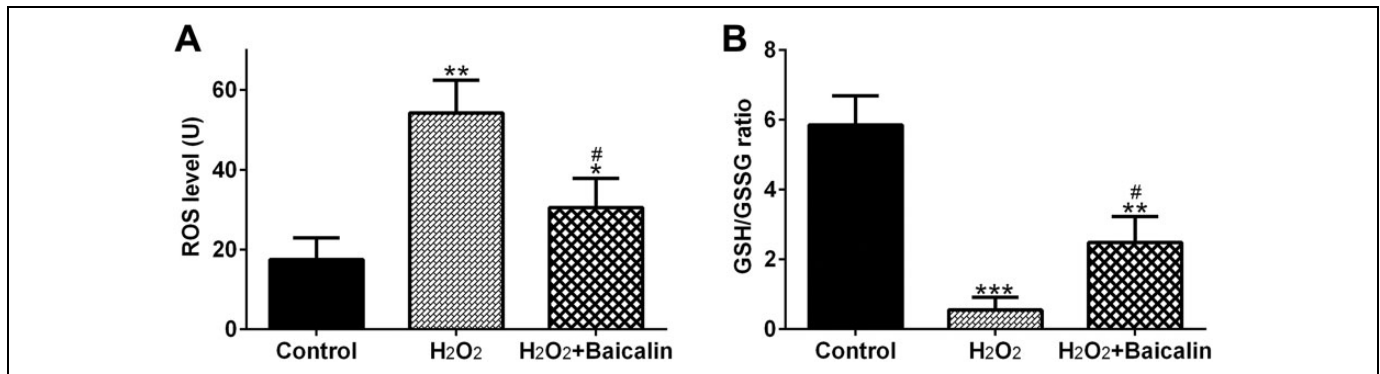 A
ROS level (U)
60
40
20
0
**
#
*
Control
H2O2
H2O2+Baicalin
B
GSH/GSSG ratio
8
6
4
2
0
***
#
**
Control
H2O2
H2O2+Baicalin